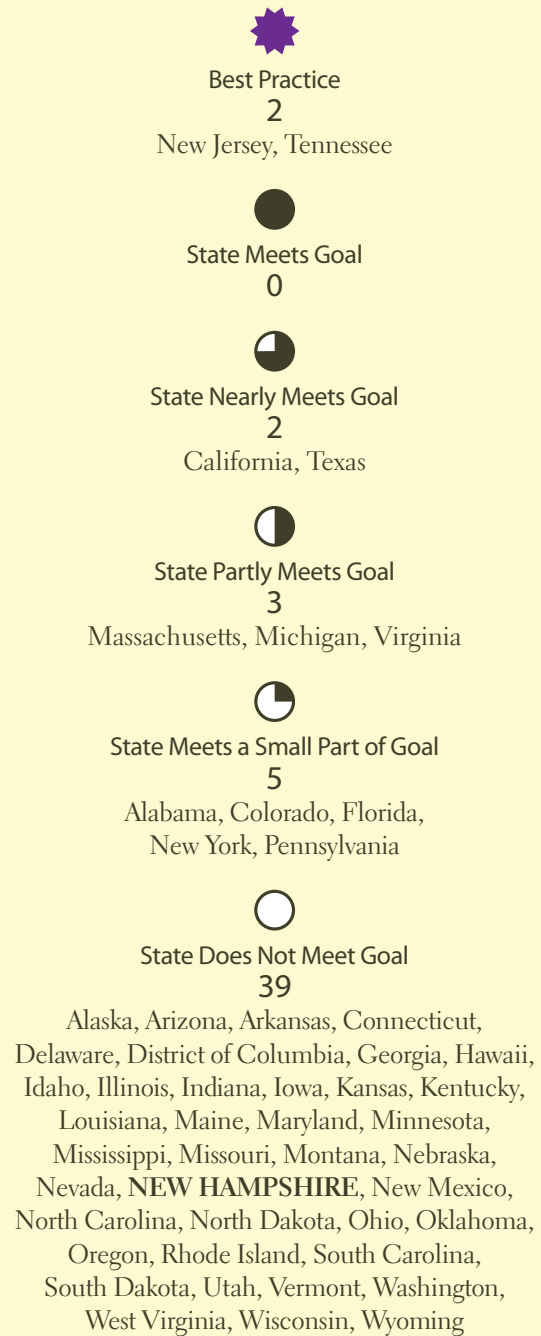 Best Practice
2
New Jersey, Tennessee
State Meets Goal
0
State Nearly Meets Goal
2
California, Texas
State Partly Meets Goal
3
Massachusetts, Michigan, Virginia
State Meets a Small Part of Goal
5
Alabama, Colorado, Florida,
New York, Pennsylvania
State Does Not Meet Goal
39
Alaska, Arizona, Arkansas, Connecticut,
Delaware, District of Columbia, Georgia, Hawaii,
Idaho, Illinois, Indiana, Iowa, Kansas, Kentucky,
Louisiana, Maine, Maryland, Minnesota,
Mississippi, Missouri, Montana, Nebraska,
Nevada, NEW HAMPSHIRE, New Mexico,
North Carolina, North Dakota, Ohio, Oklahoma,
Oregon, Rhode Island, South Carolina,
South Dakota, Utah, Vermont, Washington,
West Virginia, Wisconsin, Wyoming